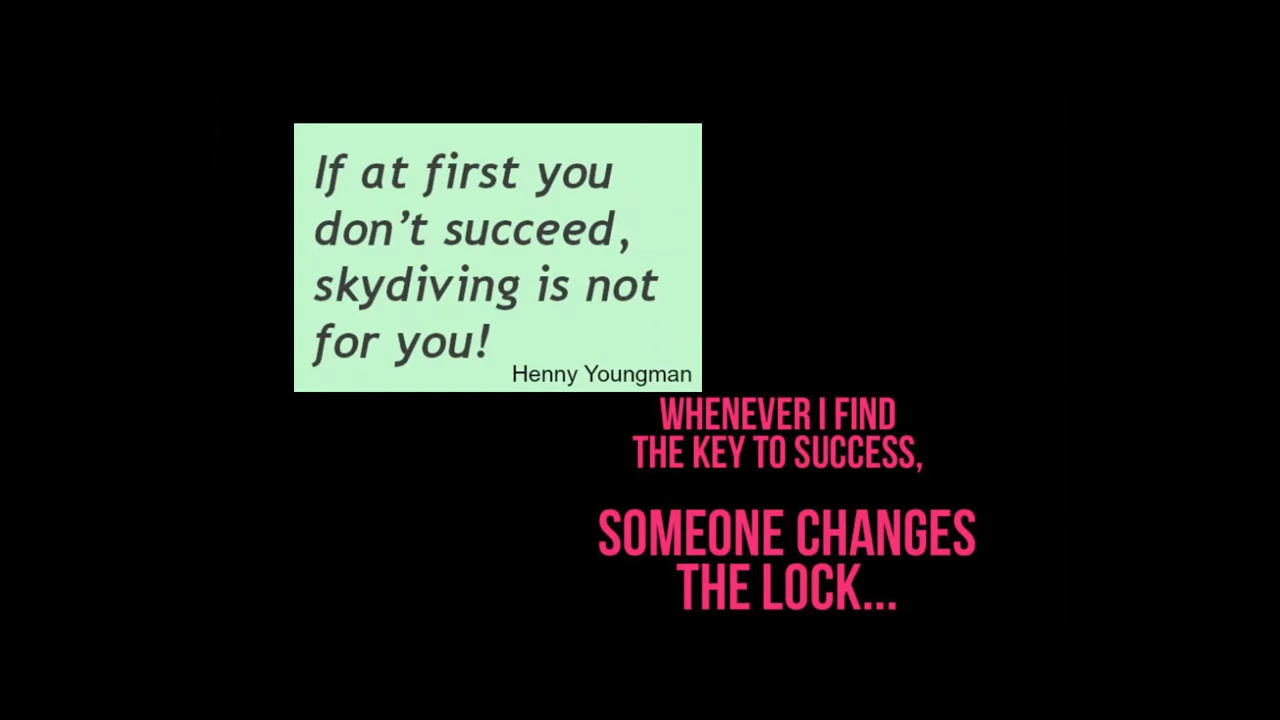 If at first you
don’t succeed,
skydiving is not
for you!
Henny Youngman
WHENEVER I FIND
THE KEY TO SUCCESS,
SOMEONE CHANGES
THE LOCK...